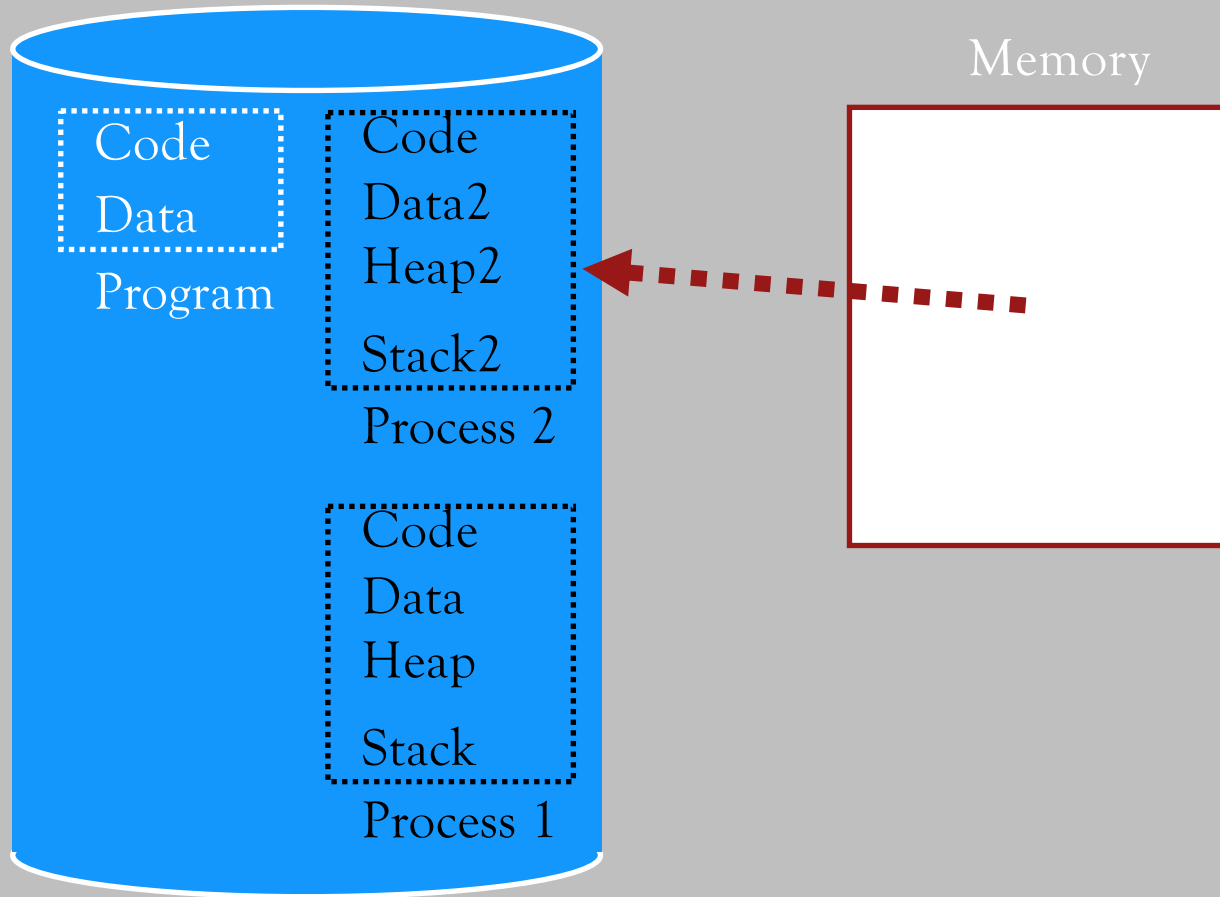 Memory
Code
Data
Program
Code
Data2
Heap2
Stack2
Process 2
Code
Data
Heap
Stack
Process 1